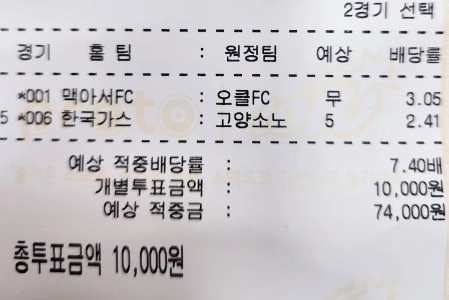 2경기 선택
경기 홈 팀 : 원정팀 예상 배당률
*001 맥아서FC : 오클FC 무 3.05
5 *006 한국가스 : 고양소노 5 2.41
예상 적중배당률 : 7.40배
개별투표금액 : 10,000원
예상 적중금 : 74,000원
총투표금액 10,000원